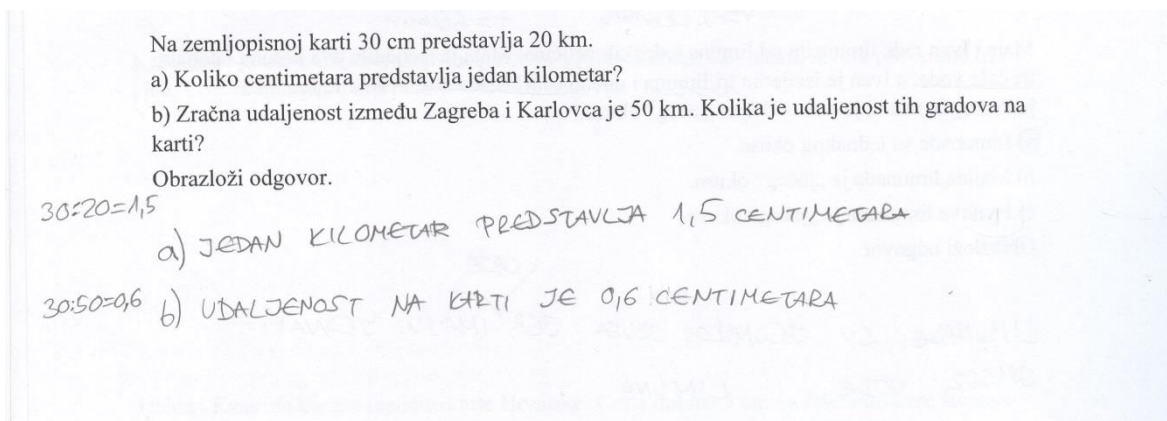 Na zemljopisnoj karti 30 cm predstavlja 20 km.
a) Koliko centimetara predstavlja jedan kilometar?
b) Zračna udaljenost između Zagreba i Karlovca je 50 km. Kolika je udaljenost tih gradova na
karti?
Obrazloži odgovor.
30:20=1,5
a) JEDAN KILOMETAR PREDSTAVLJA 1,5 CENTIMETARA
30:50=0,6 b) UDALJENOST NA KARTI JE 0,6 CENTIMETARA